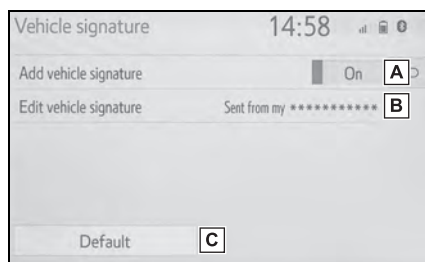 Vehicle signature 14:58
Add vehicle signature On A
Edit vehicle signature Sent from my *********** B
Default C